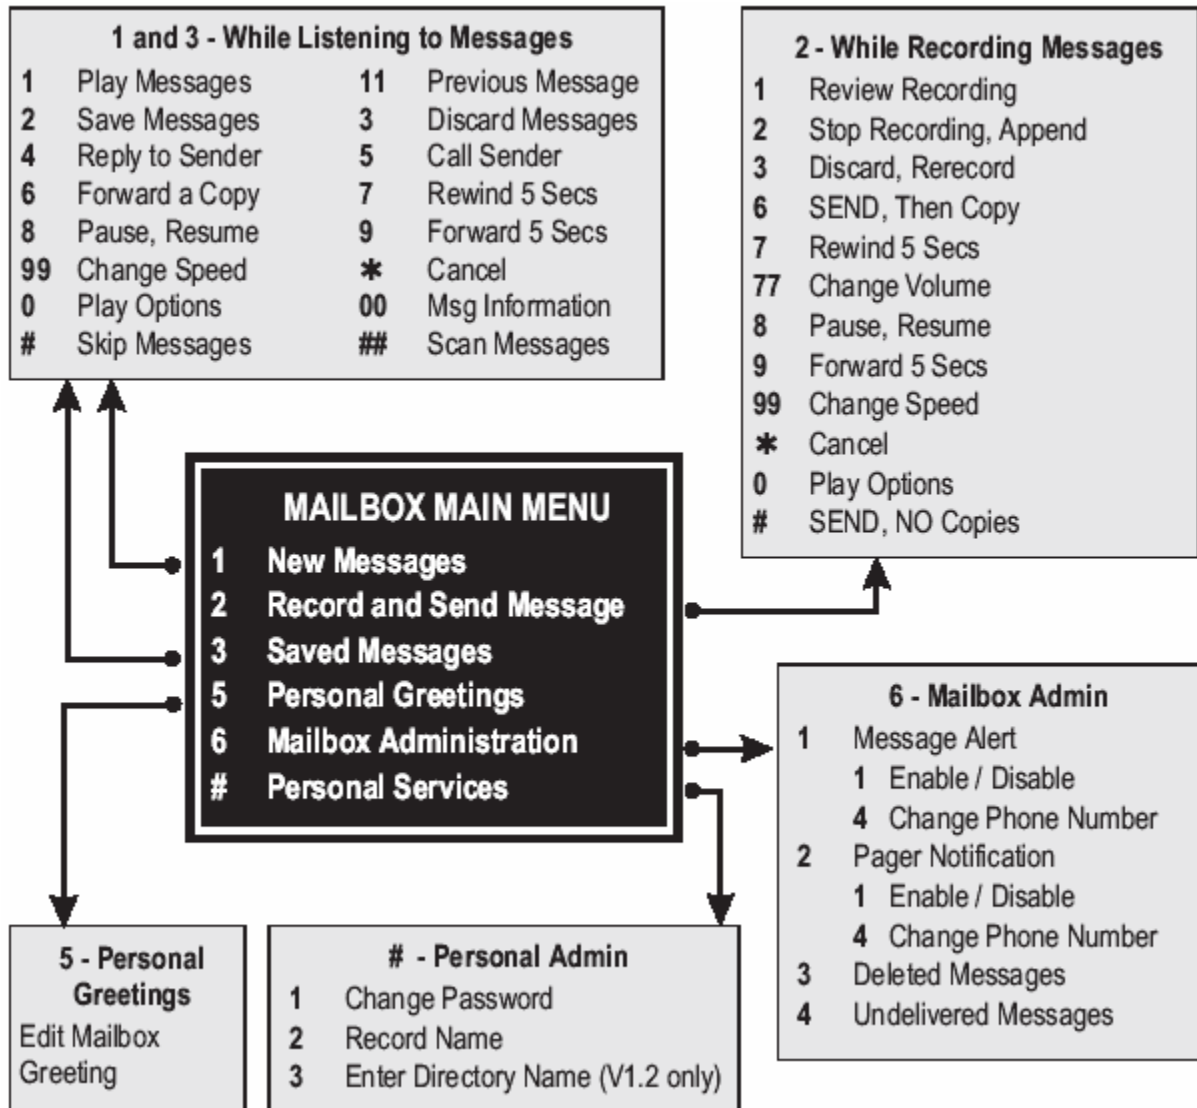 1 and 3 - While Listening to Messages
1 Play Messages 11 Previous Message
2 Save Messages 3 Discard Messages
4 Reply to Sender 5 Call Sender
6 Forward a Copy 7 Rewind 5 Secs
8 Pause, Resume 9 Forward 5 Secs
99 Change Speed * Cancel
0 Play Options 00 Msg Information
# Skip Messages ## Scan Messages
2 - While Recording Messages
1 Review Recording
2 Stop Recording, Append
3 Discard, Rerecord
6 SEND, Then Copy
7 Rewind 5 Secs
77 Change Volume
8 Pause, Resume
9 Forward 5 Secs
99 Change Speed
* Cancel
0 Play Options
# SEND, NO Copies
MAILBOX MAIN MENU
1 New Messages
2 Record and Send Message
3 Saved Messages
5 Personal Greetings
6 Mailbox Administration
# Personal Services
6 - Mailbox Admin
1 Message Alert
1 Enable / Disable
4 Change Phone Number
2 Pager Notification
1 Enable / Disable
4 Change Phone Number
3 Deleted Messages
4 Undelivered Messages
5 - Personal
Greetings
Edit Mailbox
Greeting
# - Personal Admin
1 Change Password
2 Record Name
3 Enter Directory Name (V1.2 only)